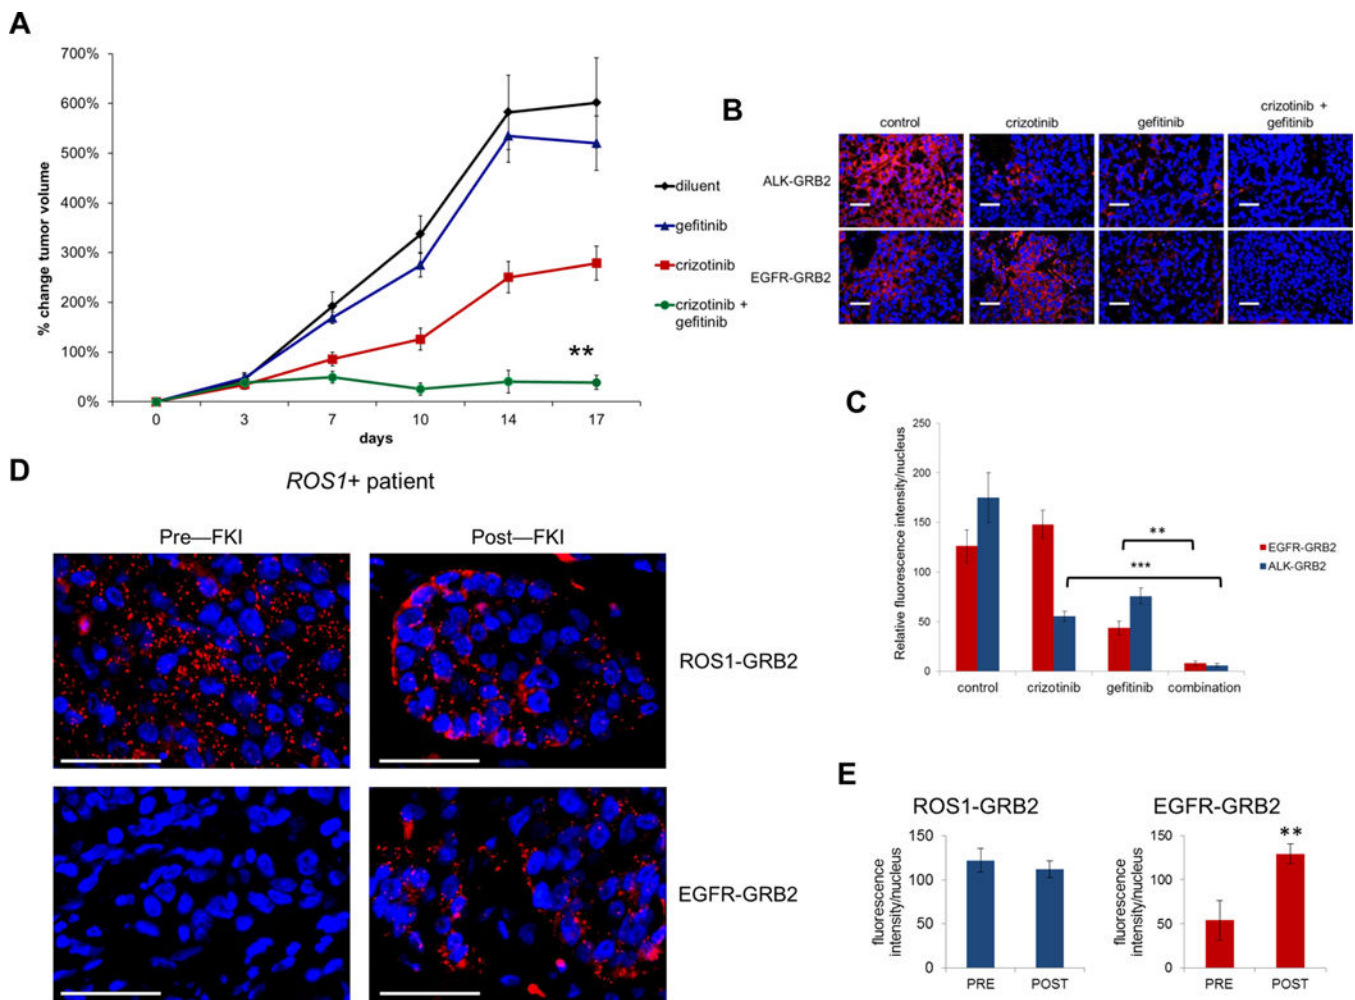 A
700%
600%
500%
400%
300%
200%
100%
0%
% change tumor volume
0 3 7 10 14 17
days
**
diluent
gefitinib
crizotinib
crizotinib +
gefitinib
B
control crizotinib gefitinib crizotinib +
gefitinib
ALK-GRB2
EGFR-GRB2
C
250
200
150
100
50
0
Relative fluorescence intensity/nucleus
**
***
control crizotinib gefitinib combination
EGFR-GRB2
ALK-GRB2
D
ROS1+ patient
Pre—FKI Post—FKI
ROS1-GRB2
EGFR-GRB2
E
ROS1-GRB2
150
100
50
0
fluorescence
intensity/nucleus
PRE POST
EGFR-GRB2
**
150
100
50
0
fluorescence
intensity/nucleus
PRE POST